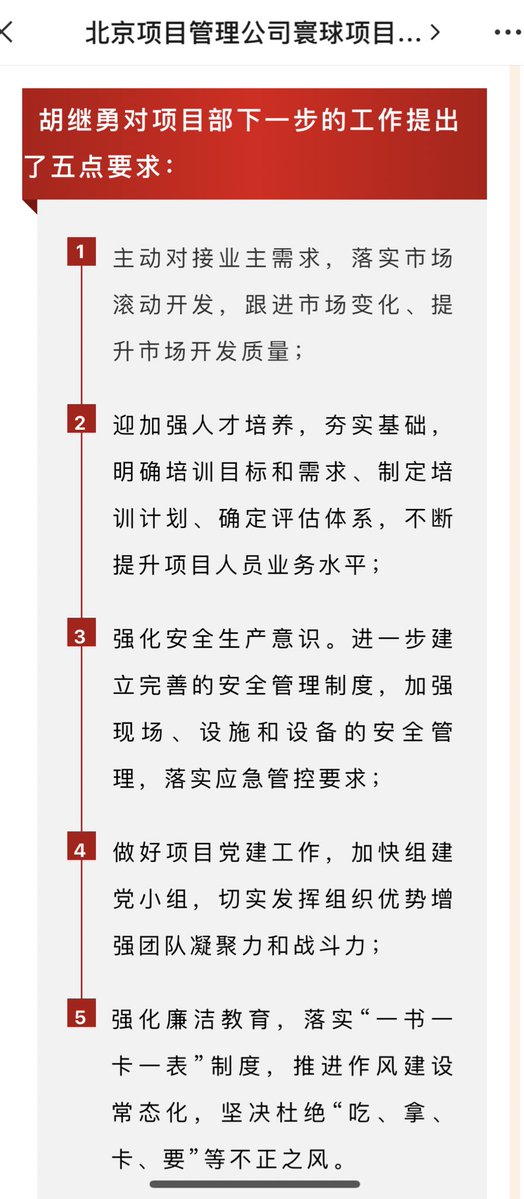 北京项目管理公司寰球项目...
胡继勇对项目部下一步的工作提出
了五点要求：
1
主动对接业主需求，落实市场
滚动开发，跟进市场变化、提
升市场开发质量；
2
迎加强人才培养，夯实基础，
明确培训目标和需求、制定培
训计划、确定评估体系，不断
提升项目人员业务水平；
3
强化安全生产意识。进一步建
立完善的安全管理制度，加强
现场、设施和设备的安全管
理，落实应急管控要求；
4
做好项目党建工作，加快组建
党小组，切实发挥组织优势增
强团队凝聚力和战斗力；
5
强化廉洁教育，落实“一书一
卡一表”制度，推进作风建设
常态化，坚决杜绝“吃、拿、
卡、要”等不正之风。